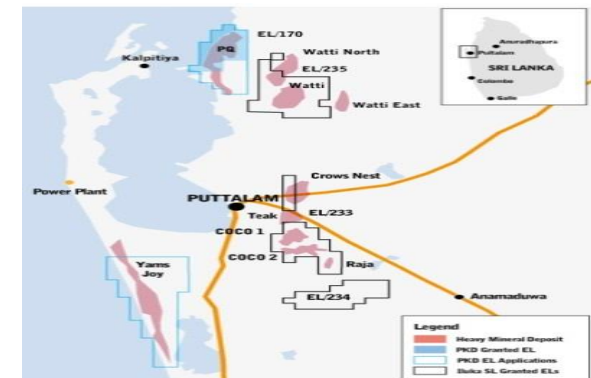 EL/170
PQ
Kalpitiya
Watti North
EL/235
Watti
Watti East
Anuradhapura
Puttalam
SRI LANKA
Colombo
Galle
Crows Nest
Power Plant
PUTTALAM
Teak
EL/233
COCO 1
COCO 2
Raja
Yams
Joy
EL/234
Anamaduwa
Legend
Heavy Mineral Deposit
PKD Granted EL
PKD EL Applications
Iluka SL Granted ELs